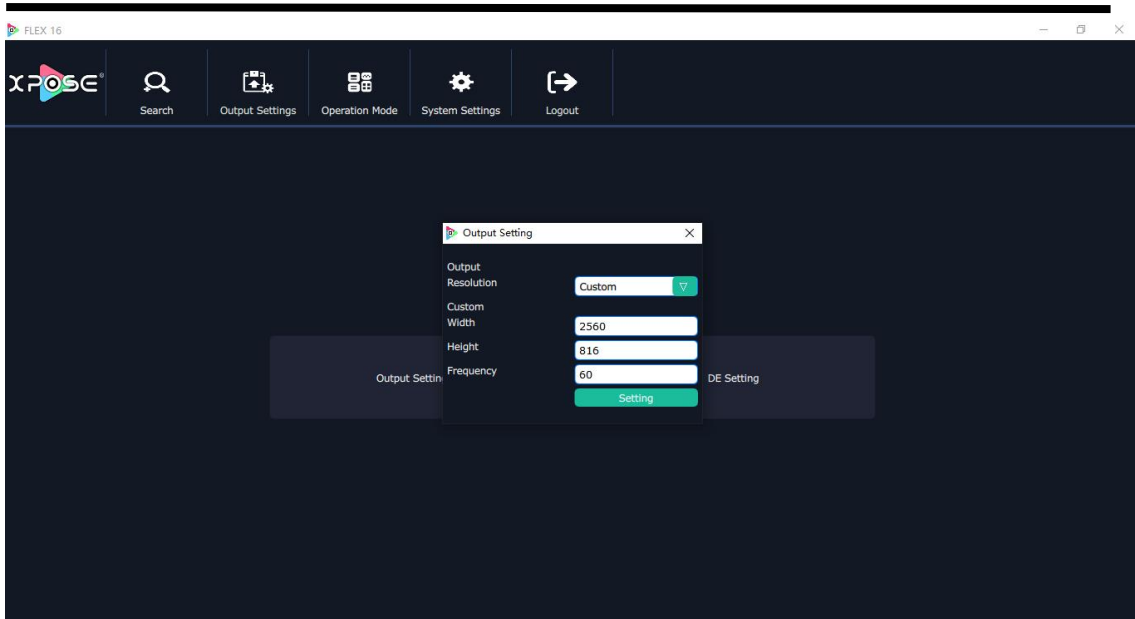 FLEX 16
XPOSE®
Search
Output Settings
Operation Mode
System Settings
Logout
Output Setting
Output
Resolution
Custom
Custom
Width
2560
Height
816
Frequency
60
Setting
Output Settin
DE Setting